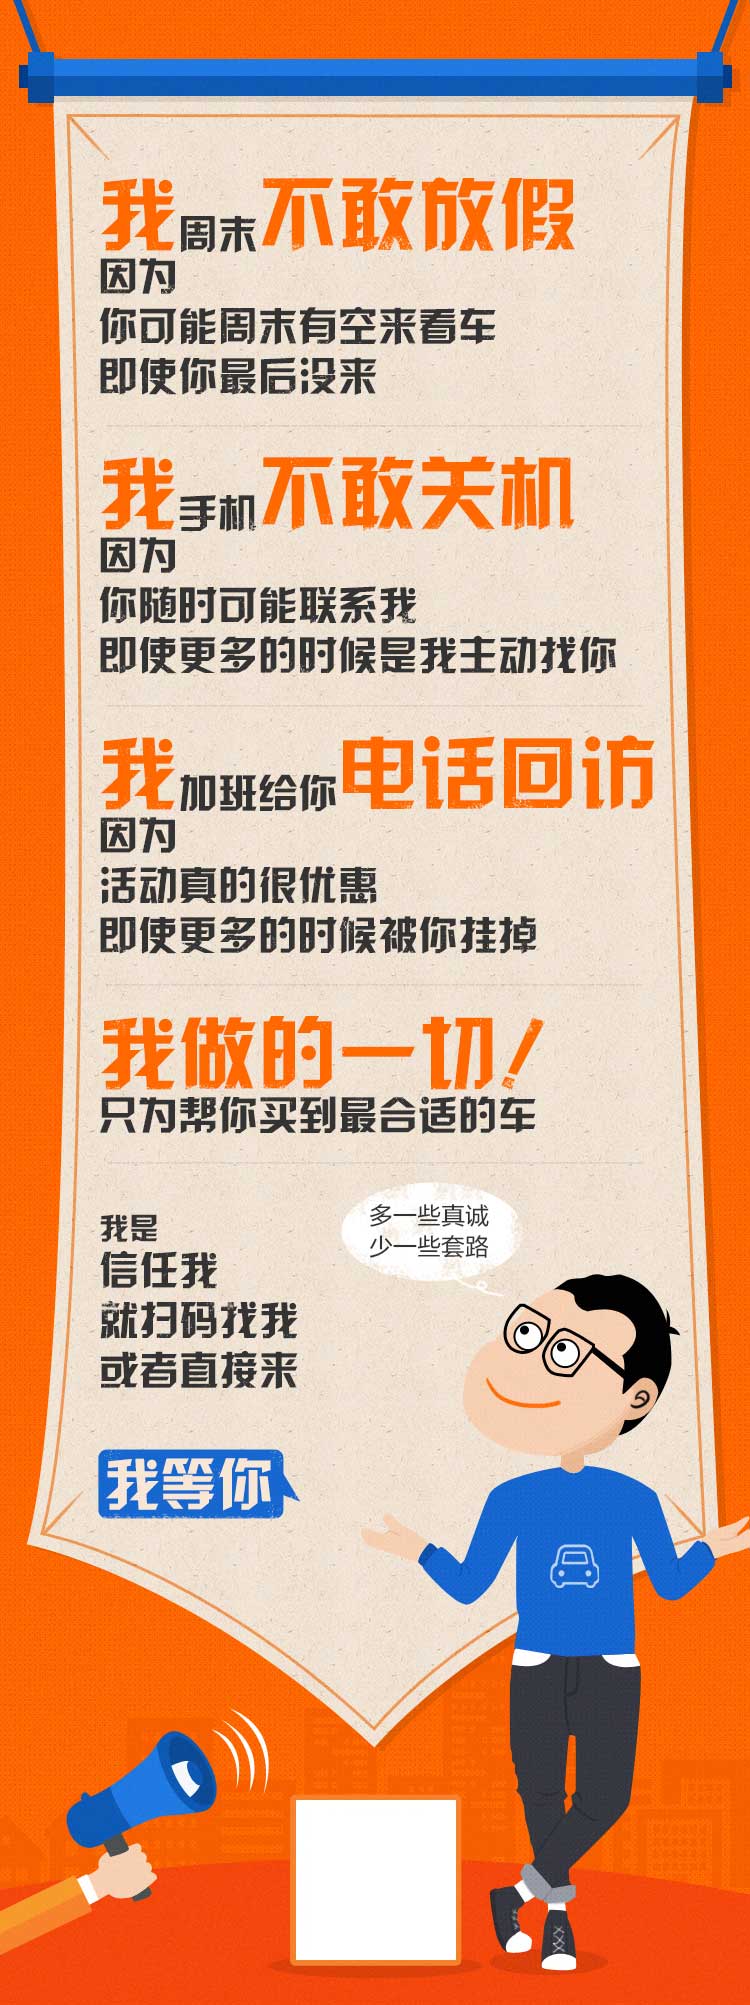 我周末不敢放假
因为
你可能周末有空来看车
即使你最后没来
我手机不敢关机
因为
你随时可能联系我
即使更多的时候是我主动找你
我加班给你电话回访
因为
活动真的很优惠
即使更多的时候被你挂掉
我做的一切!
只为帮你买到最合适的车
多一些真诚
少一些套路
我是
信任我
就扫码找我
或者直接来
我等你